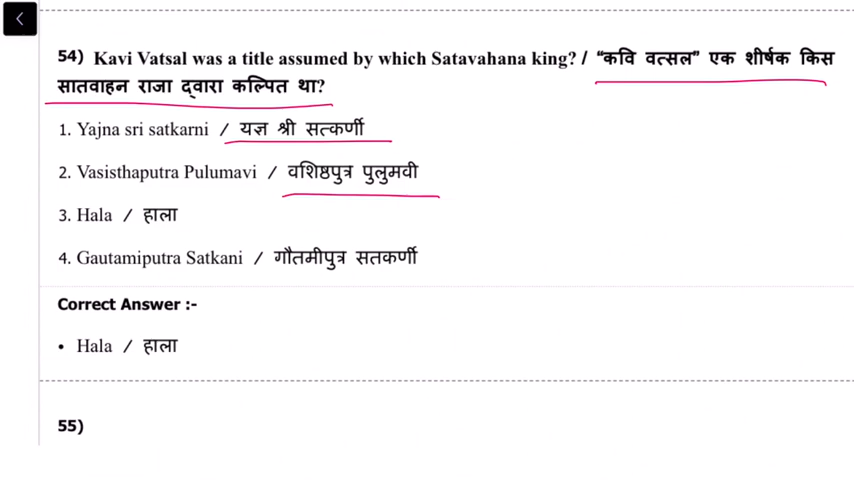 54) Kavi Vatsal was a title assumed by which Satavahana king? / "कवि वत्सल" एक शीर्षक किस
सातवाहन राजा द्वारा कल्पित था?
1. Yajna sri satkarni / यज्ञ श्री सत्कर्णी
2. Vasisthaputra Pulumavi / वशिष्ठपुत्र पुलुमवी
3. Hala / हाला
4. Gautamiputra Satkani / गौतमीपुत्र सतकर्णी
Correct Answer :-
• Hala / हाला
55)